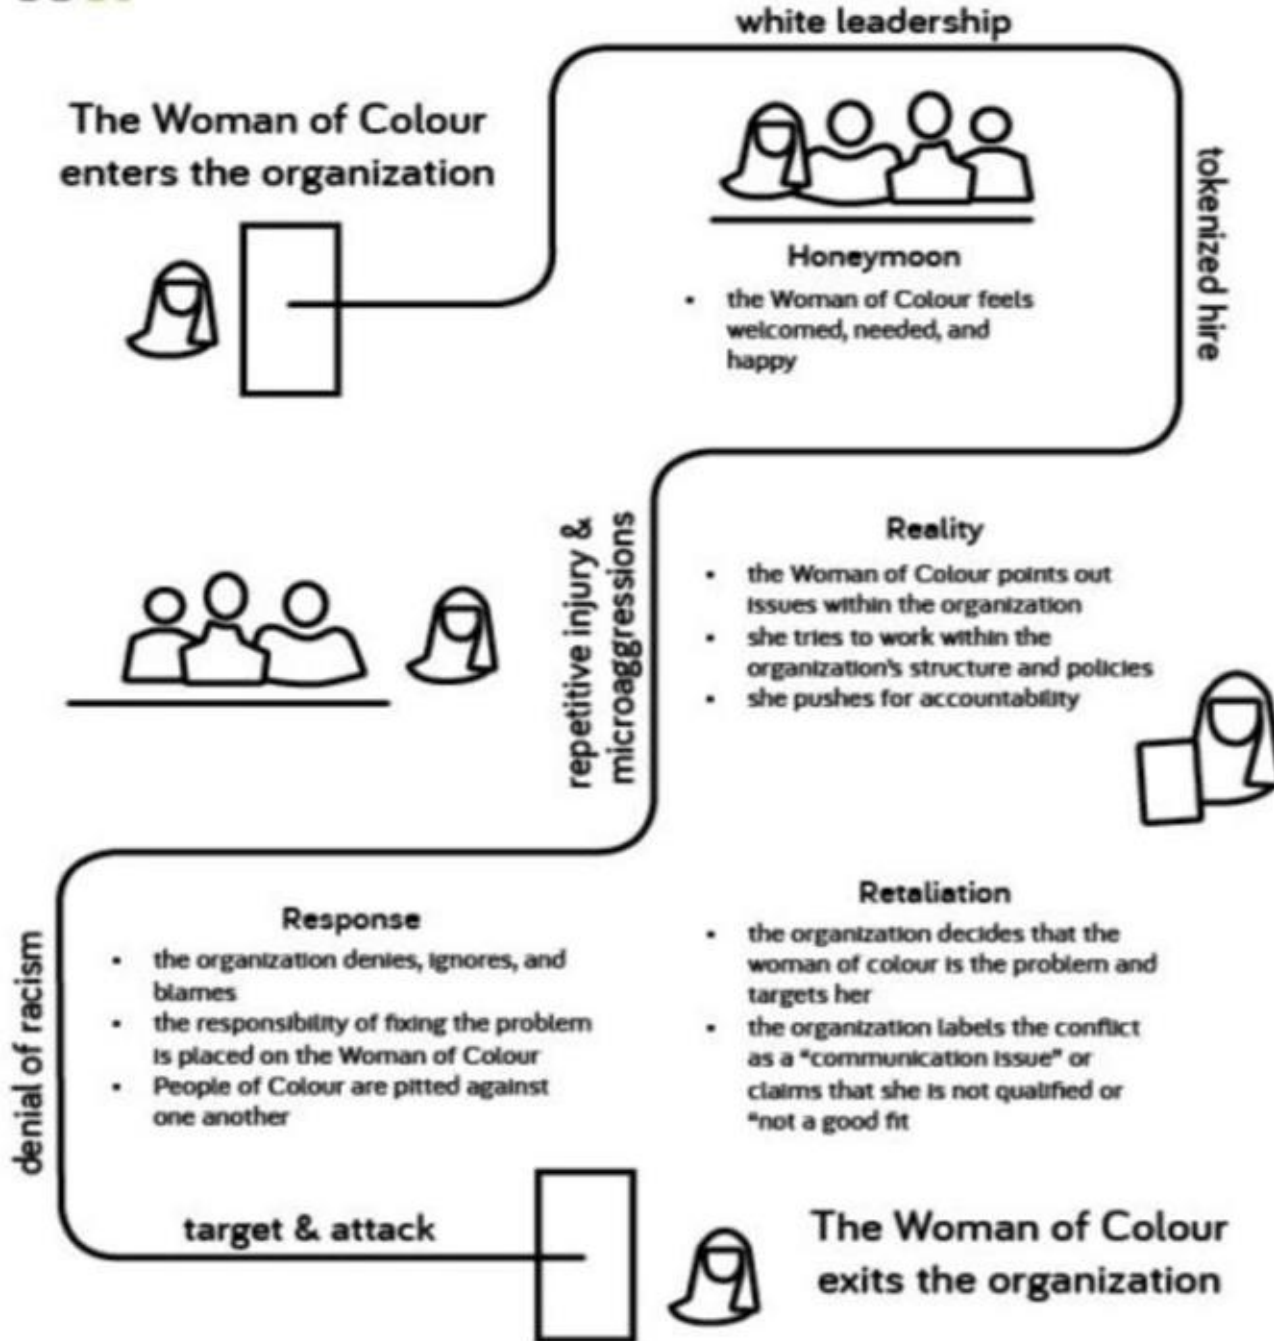 white leadership
The Woman of Colour
enters the organization
tokenized hire
Honeymoon
• the Woman of Colour feels
welcomed, needed, and
happy
repetitive injury &
microaggressions
Reality
• the Woman of Colour points out
issues within the organization
• she tries to work within the
organization's structure and policies
• she pushes for accountability
denial of racism
Response
• the organization denies, ignores, and
blames
• the responsibility of fixing the problem
is placed on the Woman of Colour
• People of Colour are pitted against
one another
Retaliation
• the organization decides that the
woman of colour is the problem and
targets her
• the organization labels the conflict
as a "communication issue" or
claims that she is not qualified or
"not a good fit
target & attack
The Woman of Colour
exits the organization